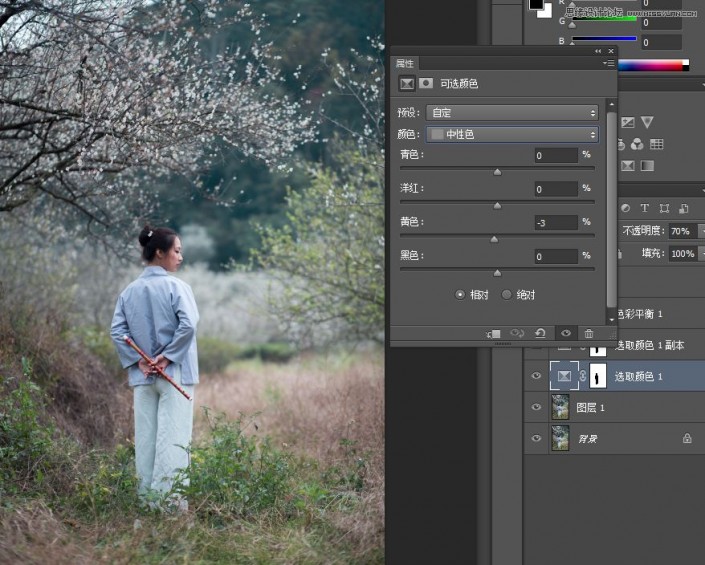 思缘设计论坛 WWW.MISSYUAN.COM
R 0
G 0
B 0
属性
可选颜色
预设: 自定
颜色: 中性色
青色: 0 %
洋红: 0 %
黄色: -3 %
黑色: 0 %
相对 绝对
T
不透明度: 70%
填充: 100%
色彩平衡 1
选取颜色 1 副本
选取颜色 1
图层 1
背景